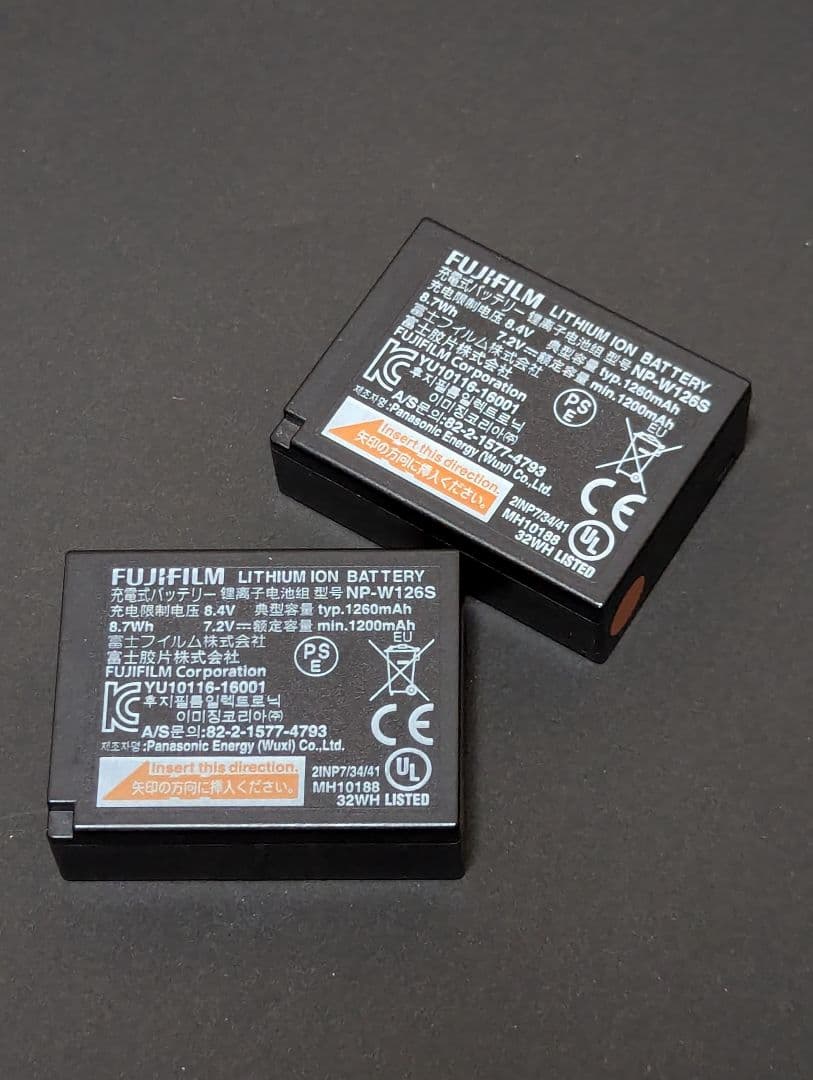 FUJIFILM LITHIUM ION BATTERY
充電式バッテリー 锂离子电池组 型号 NP-W126S
充电限制电压 8.4V 典型容量 typ.1260mAh
8.7Wh 7.2V⎓ 额定容量 min.1200mAh
富士フイルム株式会社
富士胶片株式会社
FUJIFILM Corporation
PSE
EU
YU10116-16001
후지필름일렉트로닉
이미징코리아㈜
A/S문의:82-2-1577-4793
제조자명:Panasonic Energy (Wuxi) Co.,Ltd.
CE
Insert this direction.
矢印の方向に挿入ください。
2INP7/34/41
MH10188
32WH
UL
LISTED
FUJIFILM LITHIUM ION BATTERY
充電式バッテリー 锂离子电池组 型号 NP-W126S
充电限制电压 8.4V 典型容量 typ.1260mAh
8.7Wh 7.2V⎓ 额定容量 min.1200mAh
富士フイルム株式会社
富士胶片株式会社
FUJIFILM Corporation
PSE
EU
YU10116-16001
후지필름일렉트로닉
이미징코리아㈜
A/S문의:82-2-1577-4793
제조자명:Panasonic Energy (Wuxi) Co.,Ltd.
CE
Insert this direction.
矢印の方向に挿入ください。
2INP7/34/41
MH10188
32WH
UL
LISTED